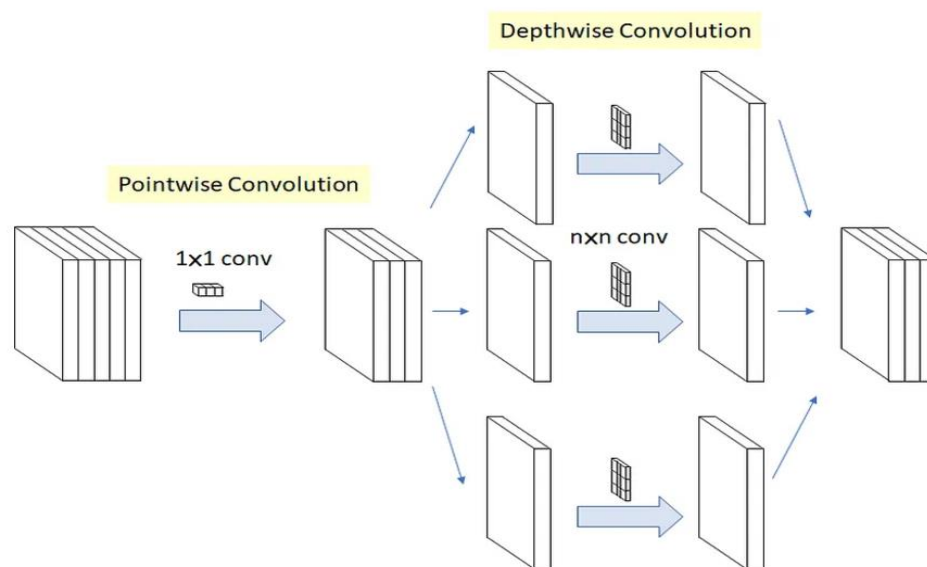 Depthwise Convolution
Pointwise Convolution
1x1 conv
nxn conv